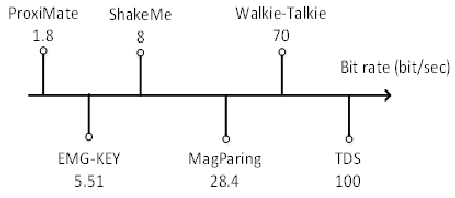 ProxiMate ShakeMe Walkie-Talkie
1.8 8 70
Bit rate (bit/sec)
EMG-KEY MagParing TDS
5.51 28.4 100